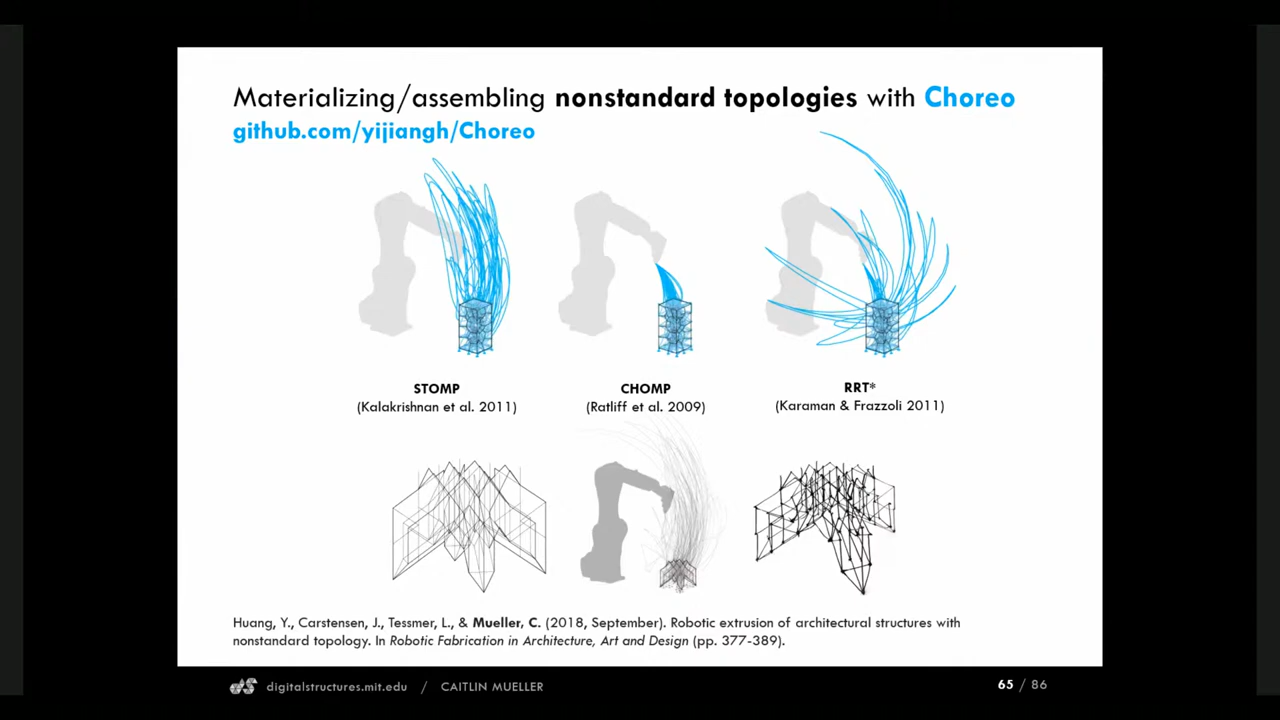 Materializing/assembling nonstandard topologies with Choreo
github.com/yijiangh/Choreo
STOMP
(Kalakrishnan et al. 2011)
CHOMP
(Ratliff et al. 2009)
RRT*
(Karaman & Frazzoli 2011)
Huang, Y., Carstensen, J., Tessmer, L., & Mueller, C. (2018, September). Robotic extrusion of architectural structures with
nonstandard topology. In Robotic Fabrication in Architecture, Art and Design (pp. 377-389).
digitalstructures.mit.edu / CAITLIN MUELLER
65 / 86